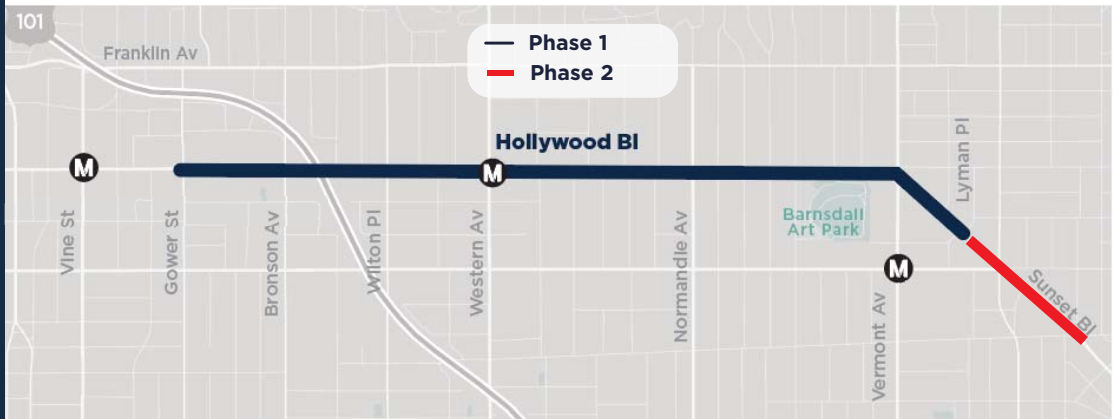 101
Franklin Av
Phase 1
Phase 2
Hollywood Bl
M
M
Lyman Pl
Barnsdall
Art Park
Vine St
Gower St
Bronson Av
Wilton Pl
Western Av
Normandie Av
M
Vermont Av
Sunset Bl